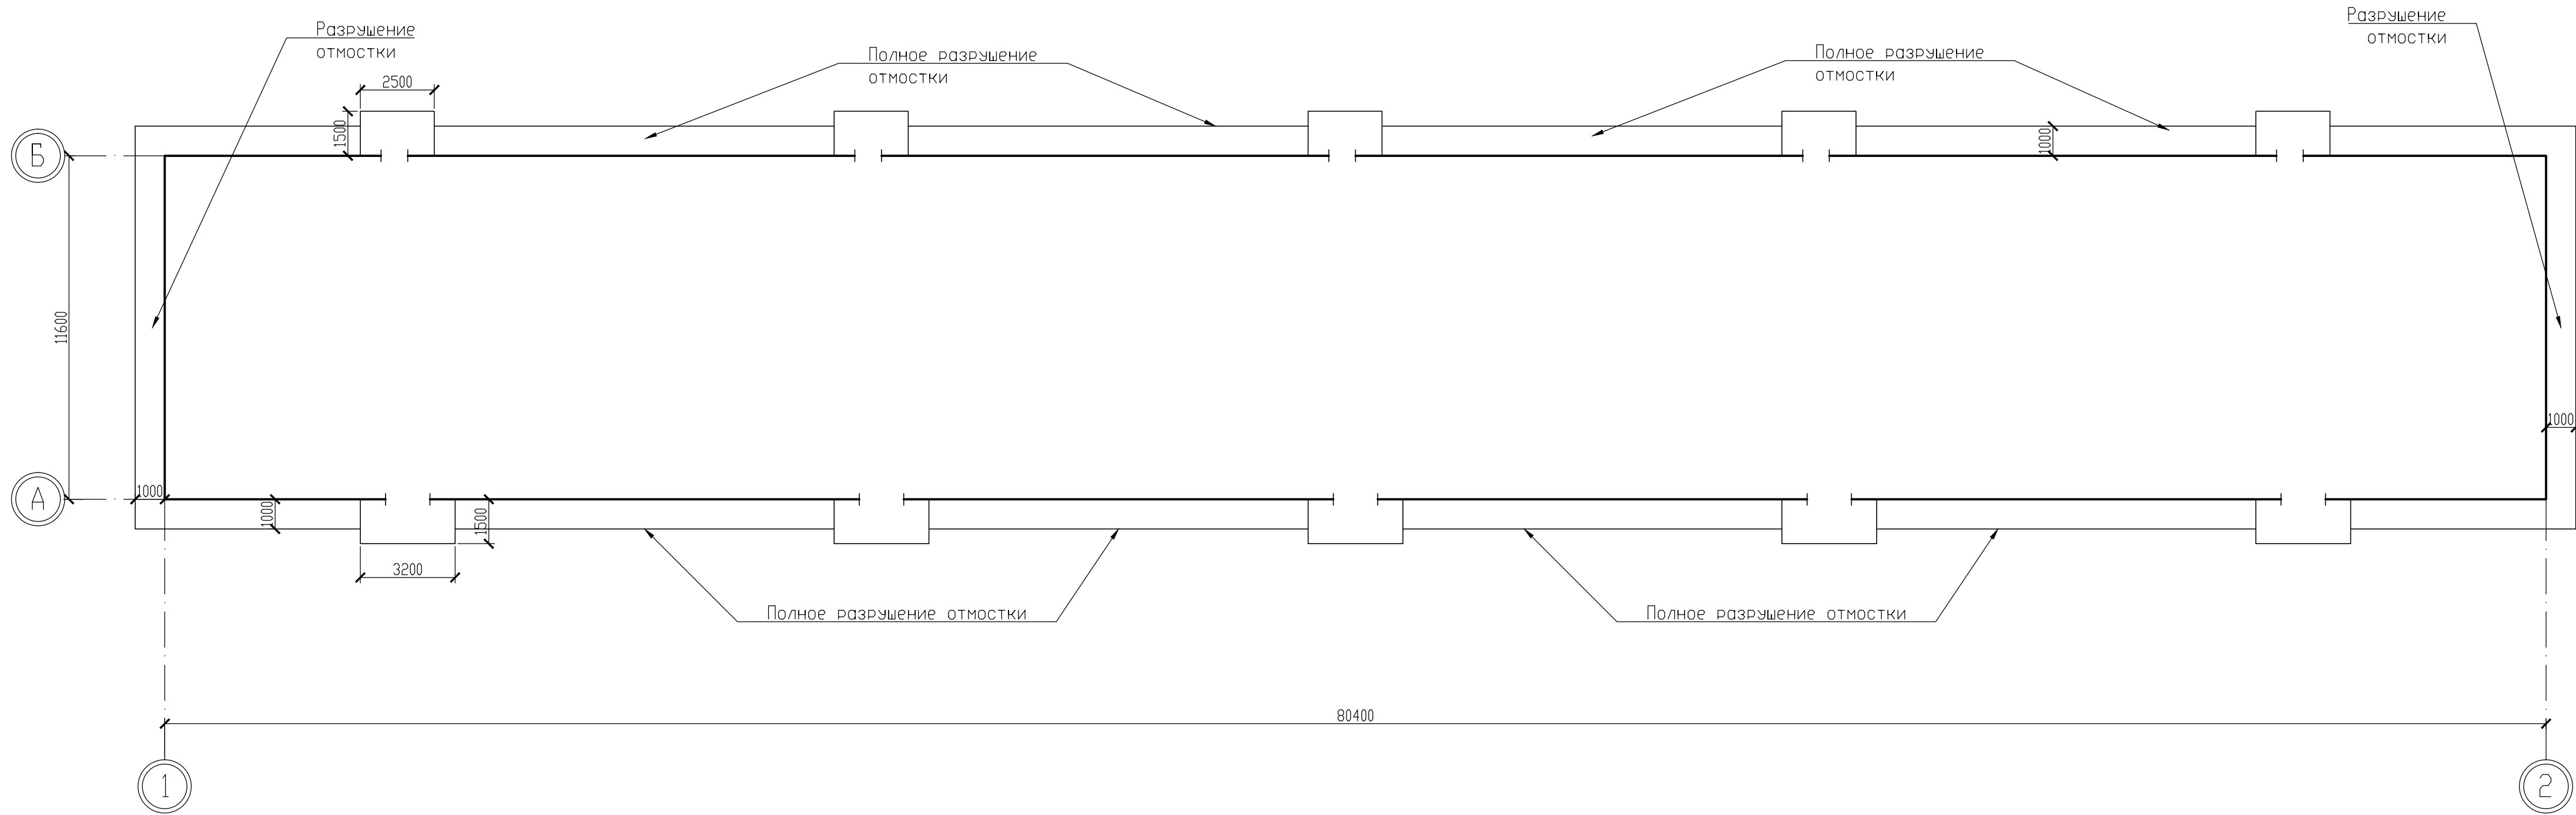 Разрушение
отмостки
Полное разрушение
отмостки
Полное разрушение
отмостки
Разрушение
отмостки
2500
1500
1000
Б
11600
1000
А
1000
1000
1500
3200
Полное разрушение отмостки
Полное разрушение отмостки
80400
1
2